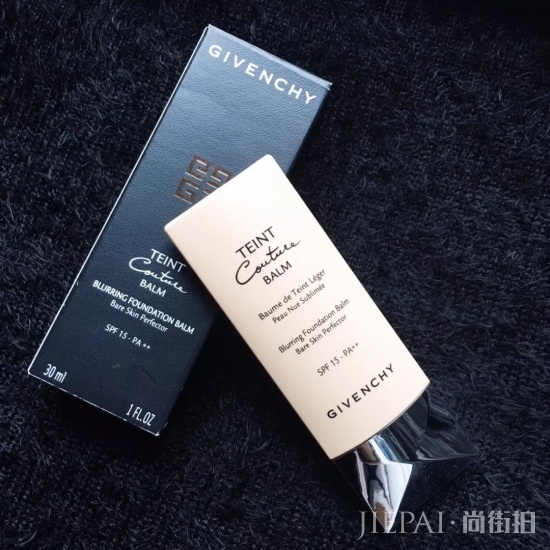 GIVENCHY
TEINT
Couture
BALM
BLURRING FOUNDATION BALM
Bare Skin Perfector
SPF 15 - PA++
30 ml
1 FL.OZ
TEINT
Couture
BALM
Baume de Teint Léger
Peau Nue Sublimée
Blurring Foundation Balm
Bare Skin Perfector
SPF 15 - PA++
GIVENCHY
JIEPAI·尚街拍